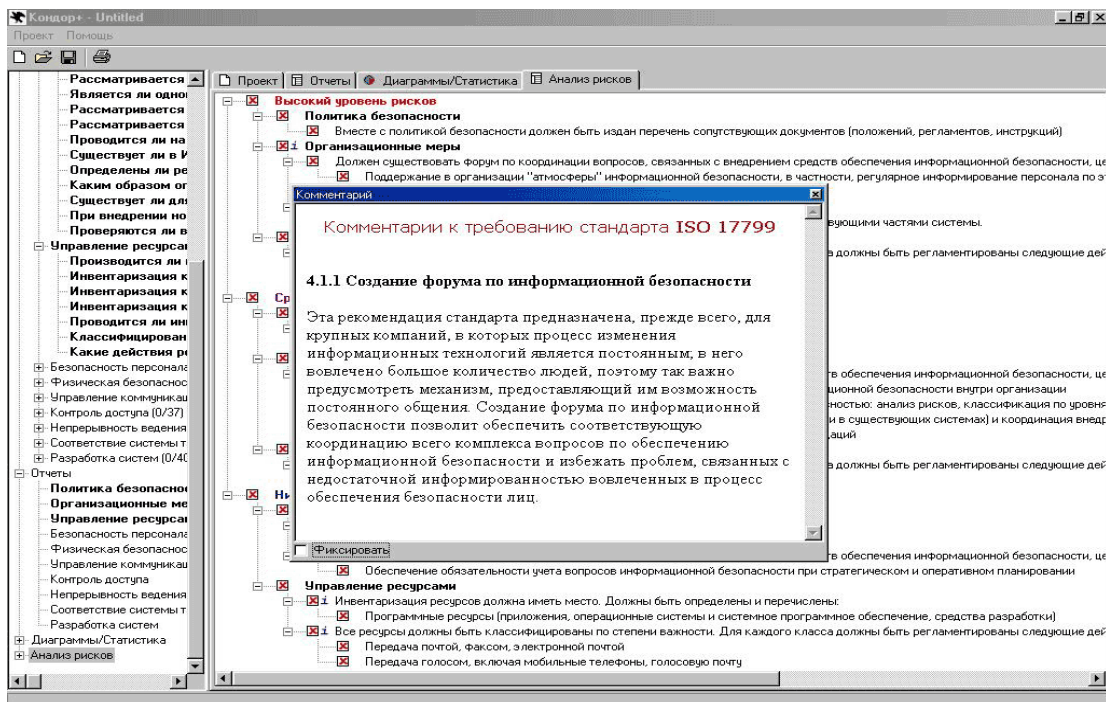 Кондор+ - Untitled
Проект Помощь
Рассматривается
Является ли одно
Рассматривается
Рассматривается
Проводится ли на
Существует ли в И
Определены ли ре
Каким образом ог
Существует ли для
При внедрении но
Проверяются ли в
Управление ресурса
Производится ли
Инвентаризация к
Инвентаризация к
Инвентаризация к
Проводится ли ин
Классифицирован
Какие действия ре
Безопасность персонала
Физическая безопаснос
Управление коммуникац
Контроль доступа (0/37)
Непрерывность ведения
Соответствие системы т
Разработка систем (0/40
Отчеты
Политика безопаснос
Организационные ме
Управление ресурса
Безопасность персонала
Физическая безопаснос
Управление коммуникац
Контроль доступа
Непрерывность ведения
Соответствие системы т
Разработка систем
Диаграммы/Статистика
Анализ рисков
Проект Отчеты Диаграммы/Статистика Анализ рисков
Высокий уровень рисков
Политика безопасности
Вместе с политикой безопасности должен быть издан перечень сопутствующих документов (положений, регламентов, инструкций)
Организационные меры
Должен существовать форум по координации вопросов, связанных с внедрением средств обеспечения информационной безопасности, це
Поддержание в организации "атмосферы" информационной безопасности, в частности, регулярное информирование персонала по э
вующими частями системы.
а должны быть регламентированы следующие дей
Ср
в обеспечения информационной безопасности, це
ционной безопасности внутри организации
ностью: анализ рисков, классификация по уровня
и в существующих системах) и координация внедр
аций
а должны быть регламентированы следующие дей
Ни
Комментарий
Комментарии к требованию стандарта ISO 17799
4.1.1 Создание форума по информационной безопасности
Эта рекомендация стандарта предназначена, прежде всего, для
крупных компаний, в которых процесс изменения
информационных технологий является постоянным; в него
вовлечено большое количество людей, поэтому так важно
предусмотреть механизм, предоставляющий им возможность
постоянного общения. Создание форума по информационной
безопасности позволит обеспечить соответствующую
координацию всего комплекса вопросов по обеспечению
информационной безопасности и избежать проблем, связанных с
недостаточной информированностью вовлеченных в процесс
обеспечения безопасности лиц.
Фиксировать
в обеспечения информационной безопасности, це
Обеспечение обязательности учета вопросов информационной безопасности при стратегическом и оперативном планировании
Управление ресурсами
Инвентаризация ресурсов должна иметь место. Должны быть определены и перечислены:
Программные ресурсы (приложения, операционные системы и системное программное обеспечение, средства разработки)
Все ресурсы должны быть классифицированы по степени важности. Для каждого класса должны быть регламентированы следующие дей
Передача почтой, факсом, электронной почтой
Передача голосом, включая мобильные телефоны, голосовую почту